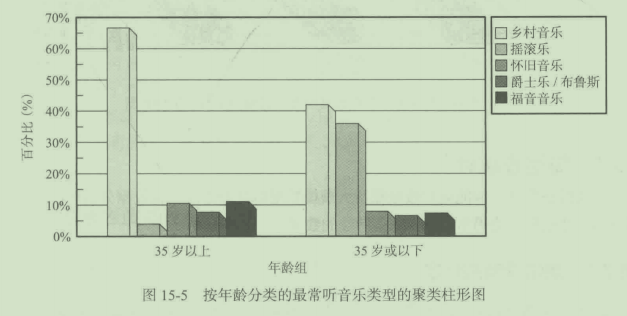 70%
60%
50%
40%
30%
20%
10%
0%
百分比（%）
35 岁以上
35 岁或以下
年龄组
乡村音乐
摇滚乐
怀旧音乐
爵士乐 / 布鲁斯
福音音乐
图 15-5 按年龄分类的最常听音乐类型的聚类柱形图